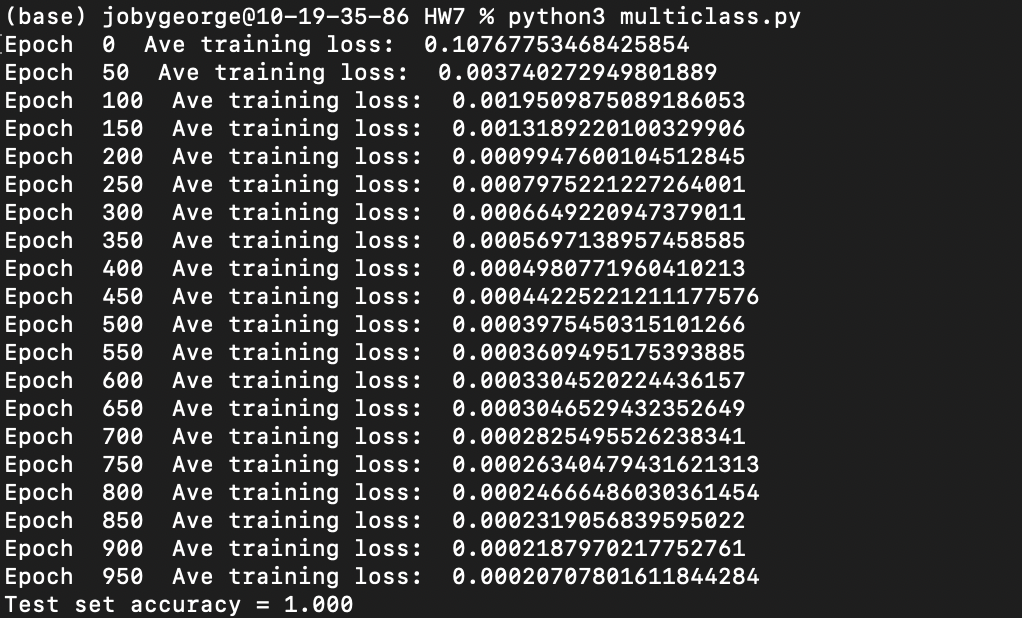 (base) jobygeorge@10-19-35-86 HW7 % python3 multiclass.py
Epoch  0  Ave training loss:  0.10767753468425854
Epoch  50  Ave training loss:  0.003740272949801889
Epoch  100  Ave training loss:  0.0019509875089186053
Epoch  150  Ave training loss:  0.0013189220100329906
Epoch  200  Ave training loss:  0.0009947600104512845
Epoch  250  Ave training loss:  0.0007975221227264001
Epoch  300  Ave training loss:  0.0006649220947379011
Epoch  350  Ave training loss:  0.0005697138957458585
Epoch  400  Ave training loss:  0.0004980771960410213
Epoch  450  Ave training loss:  0.00044225221211177576
Epoch  500  Ave training loss:  0.0003975450315101266
Epoch  550  Ave training loss:  0.0003609495175393885
Epoch  600  Ave training loss:  0.0003304520224436157
Epoch  650  Ave training loss:  0.0003046529432352649
Epoch  700  Ave training loss:  0.0002825495526238341
Epoch  750  Ave training loss:  0.00026340479431621313
Epoch  800  Ave training loss:  0.00024666486030361454
Epoch  850  Ave training loss:  0.0002319056839595022
Epoch  900  Ave training loss:  0.0002187970217752761
Epoch  950  Ave training loss:  0.00020707801611844284
Test set accuracy = 1.000